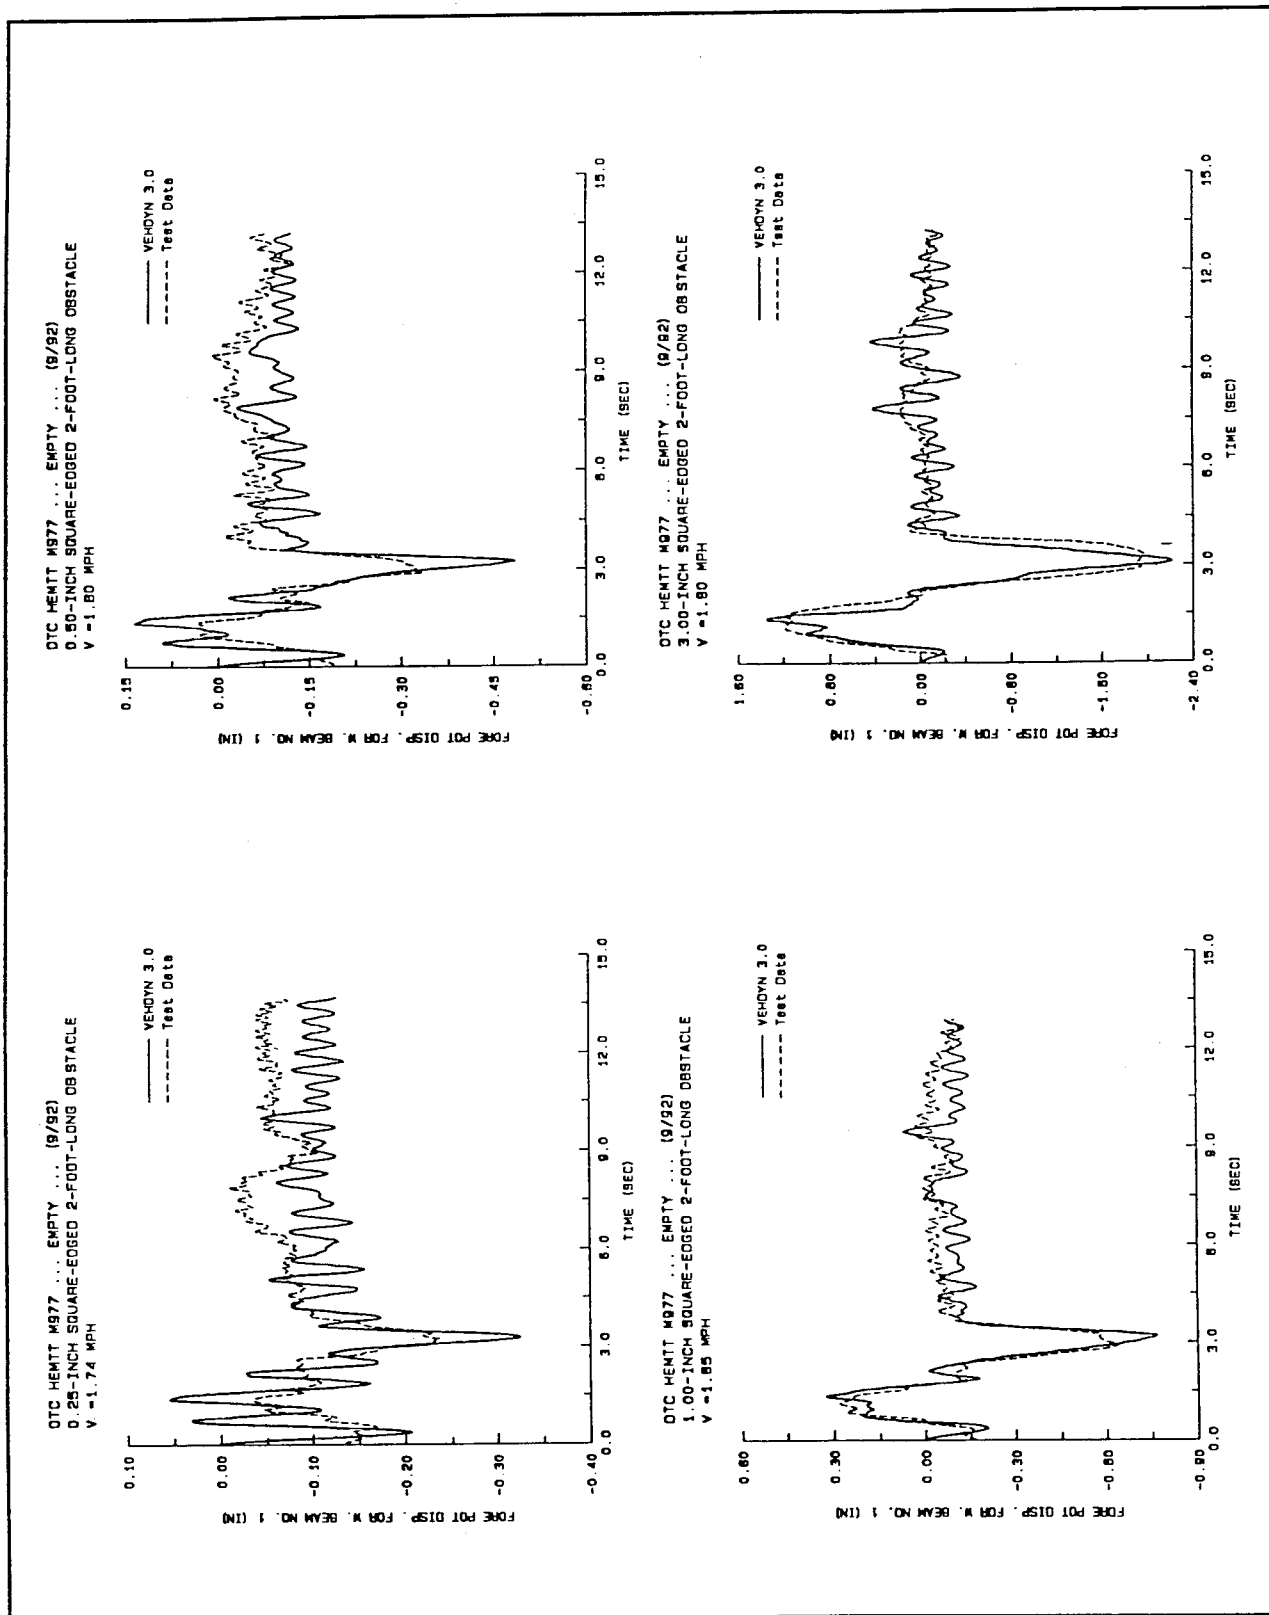 OTC HEMTT M977 ... EMPTY ... (9/92)
0.25-INCH SQUARE-EDGED 2-FOOT-LONG OBSTACLE
V =1.74 MPH
VEHDYN 3.0
Test Data
0.10
0.00
-0.10
-0.20
-0.30
-0.40
FORE POT DISP. FOR W. BEAM NO. 1 (IN)
0.0
3.0
6.0
9.0
12.0
15.0
TIME (SEC)
OTC HEMTT M977 ... EMPTY ... (9/92)
0.50-INCH SQUARE-EDGED 2-FOOT-LONG OBSTACLE
V =1.80 MPH
VEHDYN 3.0
Test Data
0.15
0.00
-0.15
-0.30
-0.45
-0.60
FORE POT DISP. FOR W. BEAM NO. 1 (IN)
0.0
3.0
6.0
9.0
12.0
15.0
TIME (SEC)
OTC HEMTT M977 ... EMPTY ... (9/92)
1.00-INCH SQUARE-EDGED 2-FOOT-LONG OBSTACLE
V =1.85 MPH
VEHDYN 3.0
Test Data
0.60
0.30
0.00
-0.30
-0.60
-0.90
FORE POT DISP. FOR W. BEAM NO. 1 (IN)
0.0
3.0
6.0
9.0
12.0
15.0
TIME (SEC)
OTC HEMTT M977 ... EMPTY ... (9/92)
3.00-INCH SQUARE-EDGED 2-FOOT-LONG OBSTACLE
V =1.80 MPH
VEHDYN 3.0
Test Data
1.60
0.80
0.00
-0.80
-1.60
-2.40
FORE POT DISP. FOR W. BEAM NO. 1 (IN)
0.0
3.0
6.0
9.0
12.0
15.0
TIME (SEC)